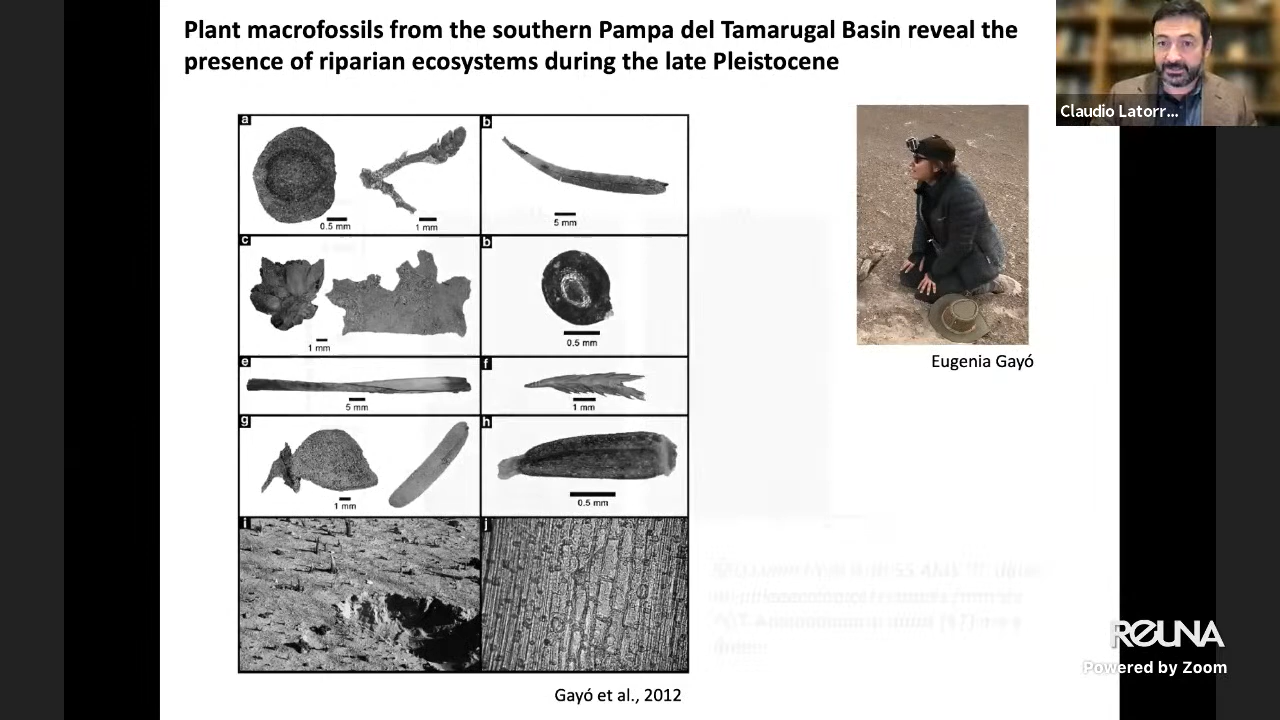 Plant macrofossils from the southern Pampa del Tamarugal Basin reveal the
presence of riparian ecosystems during the late Pleistocene
Claudio Latorr...
a
0.5 mm
1 mm
b
5 mm
c
1 mm
b
0.5 mm
e
5 mm
f
1 mm
g
1 mm
h
0.5 mm
i
j
Eugenia Gayó
Gayó et al., 2012
REUNA
Powered by Zoom